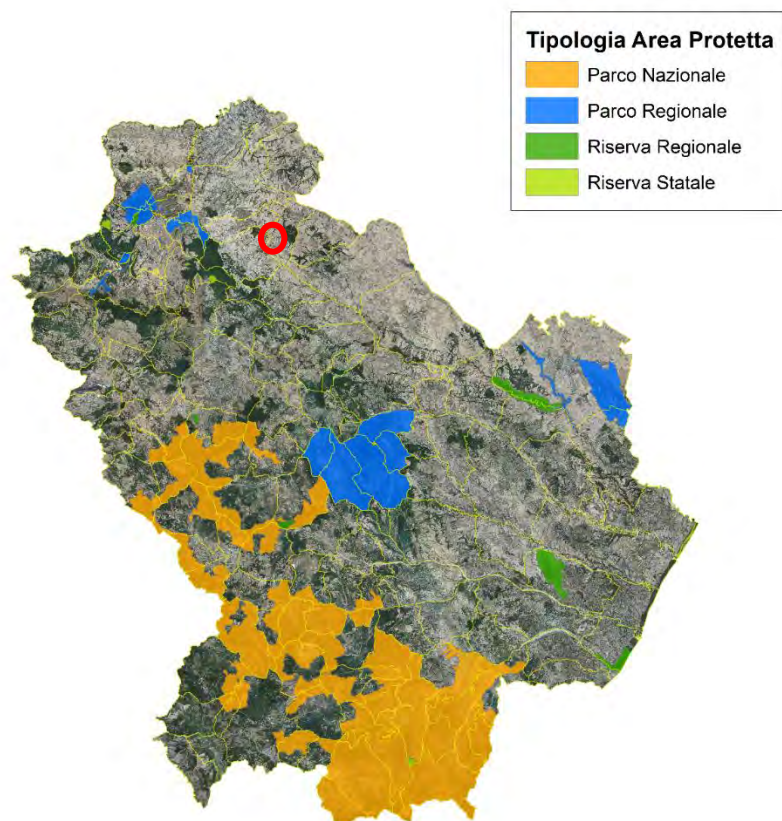 Tipologia Area Protetta
Parco Nazionale
Parco Regionale
Riserva Regionale
Riserva Statale